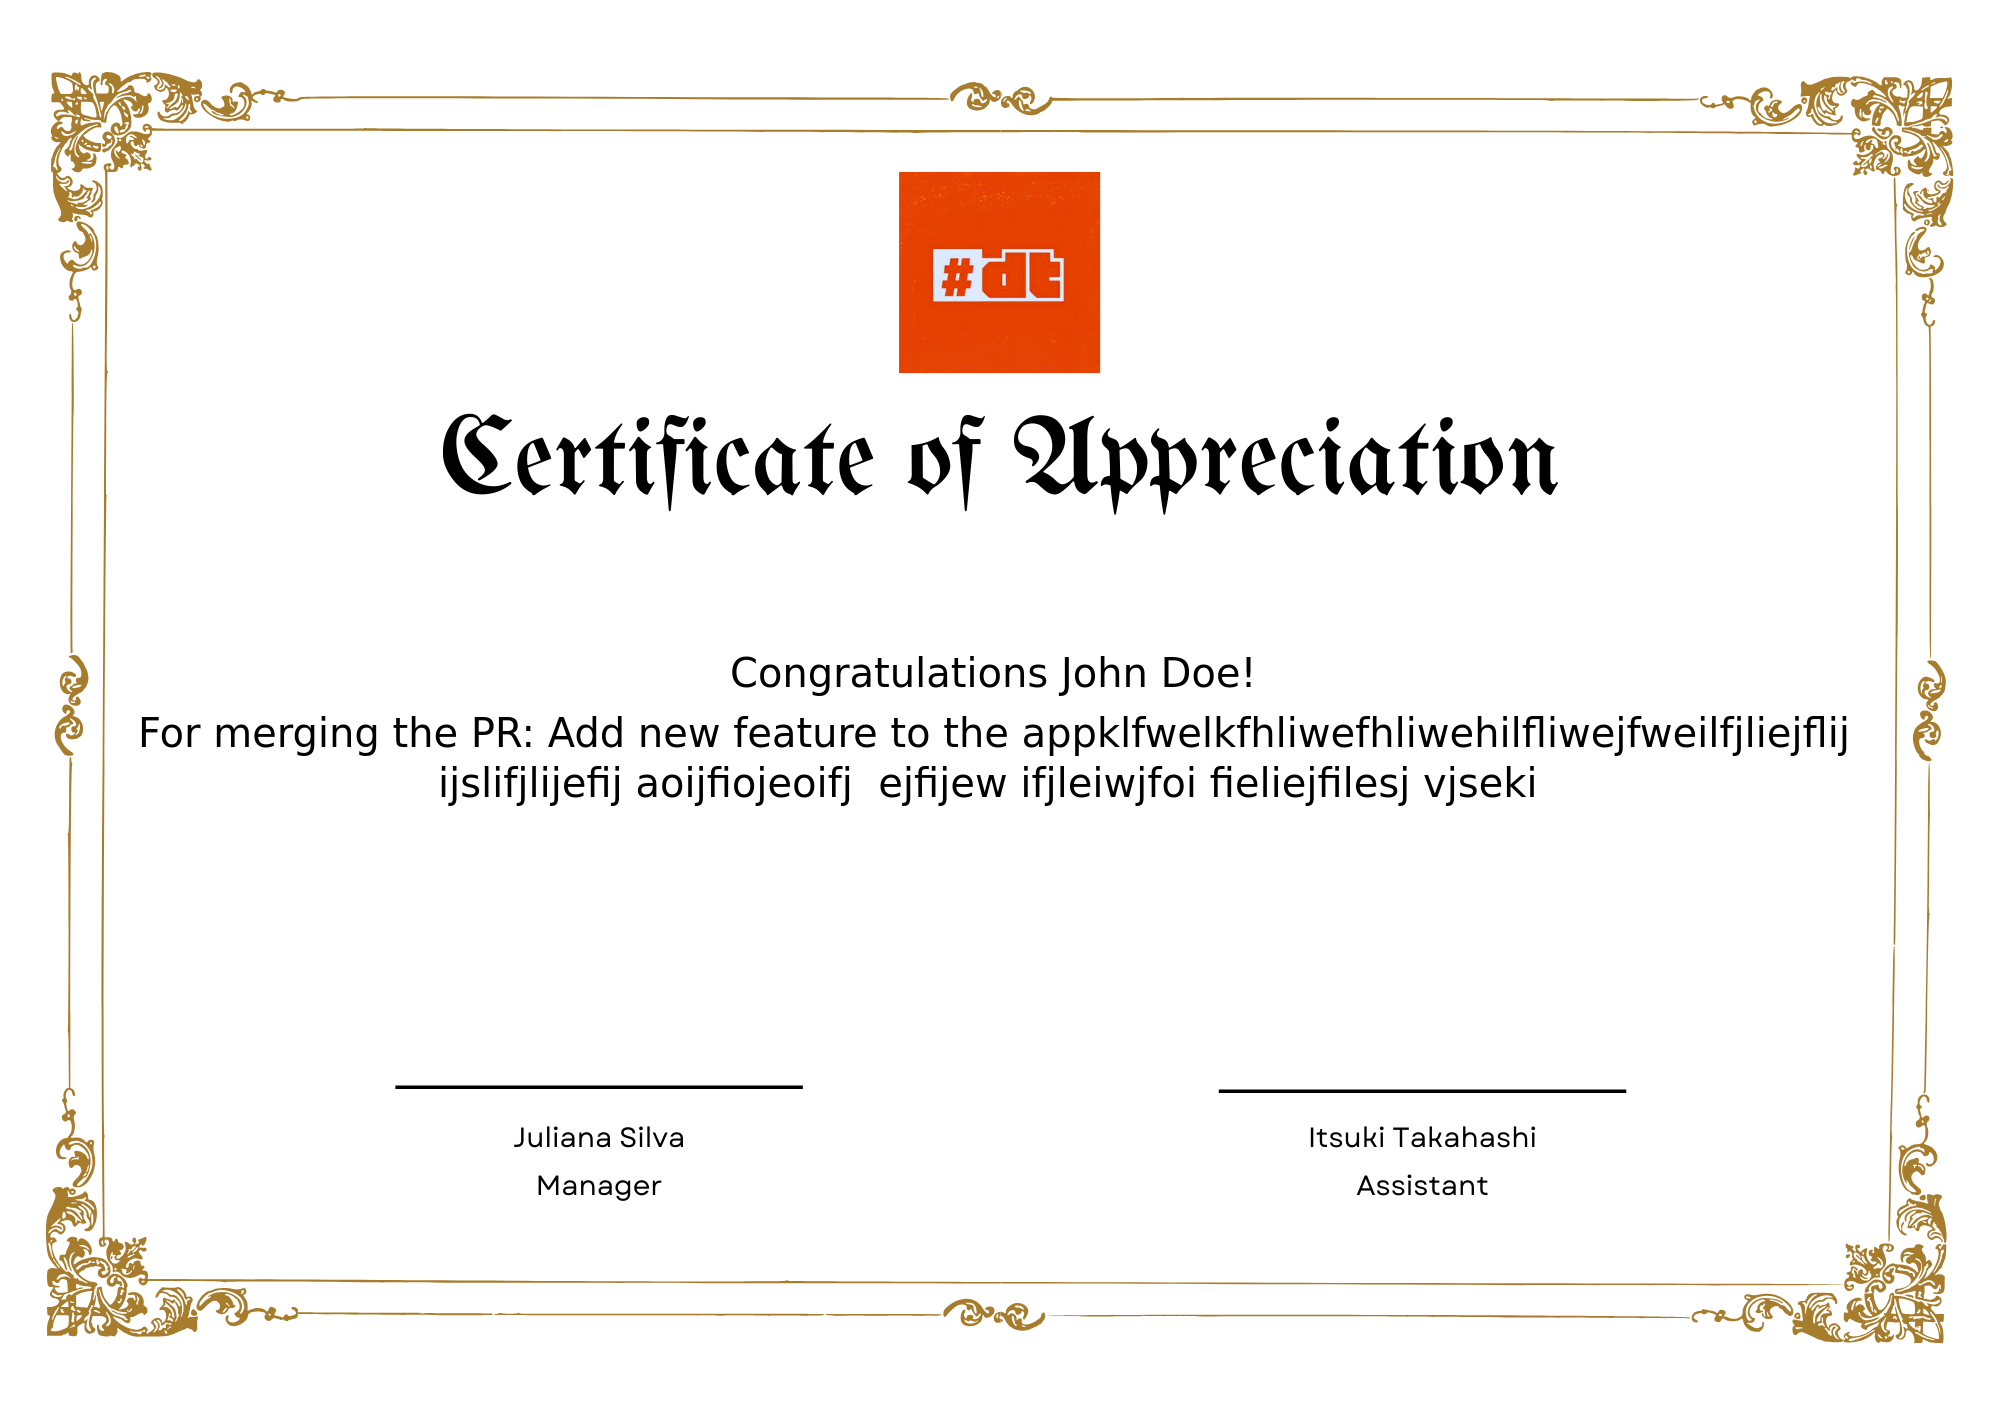 #dt
Certificate of Appreciation
Congratulations John Doe!
For merging the PR: Add new feature to the appklfwelkfhliwefhliwehilfliwejfweilfjliejflij
ijslifjlijefij aoijfiojeoifj  ejfijew ifjleiwjfoi fieliejfilesj vjseki
Juliana Silva
Manager
Itsuki Takahashi
Assistant